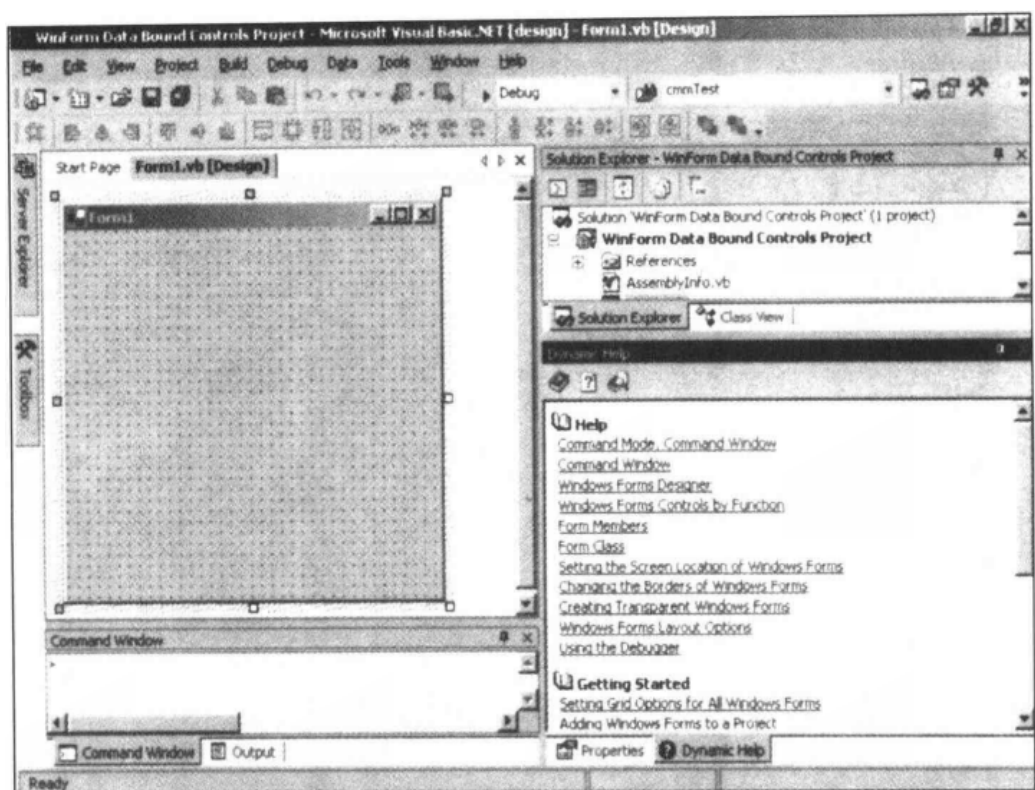 WinForm Data Bound Controls Project - Microsoft Visual Basic.NET [design] - Form1.vb [Design]
File Edit View Project Build Debug Data Tools Window Help
Debug cmmTest
Server Explorer
Toolbox
Start Page Form1.vb [Design]
Form1
Solution Explorer - WinForm Data Bound Controls Project
Solution 'WinForm Data Bound Controls Project' (1 project)
WinForm Data Bound Controls Project
References
AssemblyInfo.vb
Solution Explorer Class View
Dynamic Help
Help
Command Mode, Command Window
Command Window
Windows Forms Designer
Windows Forms Controls by Function
Form Members
Form Class
Setting the Screen Location of Windows Forms
Changing the Borders of Windows Forms
Creating Transparent Windows Forms
Windows Forms Layout Options
Using the Debugger
Getting Started
Setting Grid Options for All Windows Forms
Adding Windows Forms to a Project
Properties Dynamic Help
Command Window
>
Command Window Output
Ready